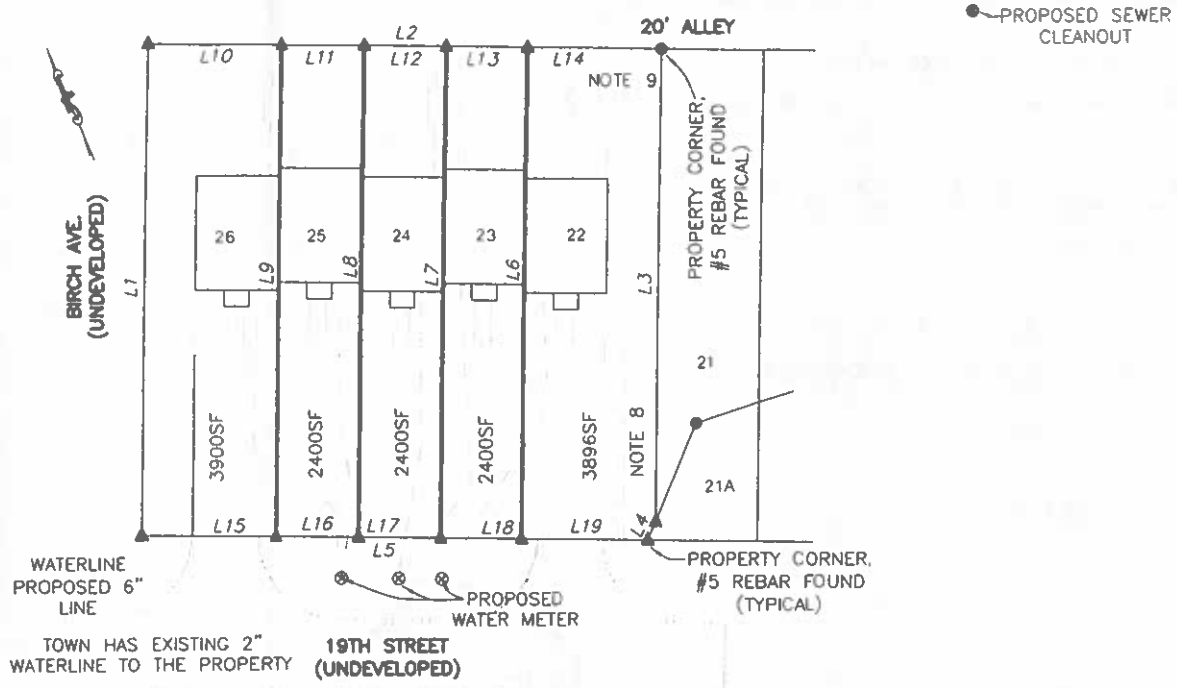 PROPOSED SEWER
CLEANOUT
20' ALLEY
L2
L10
L11
L12
L13
L14
NOTE 9
PROPERTY CORNER,
#5 REBAR FOUND
(TYPICAL)
BIRCH AVE.
(UNDEVELOPED)
L1
26
25
24
23
22
L9
L8
L7
L6
L3
21
3900SF
2400SF
2400SF
2400SF
3896SF
NOTE 8
21A
L4
L15
L16
L17
L18
L19
L5
WATERLINE
PROPOSED 6"
LINE
PROPERTY CORNER,
#5 REBAR FOUND
(TYPICAL)
PROPOSED
WATER METER
TOWN HAS EXISTING 2"
WATERLINE TO THE PROPERTY
19TH STREET
(UNDEVELOPED)